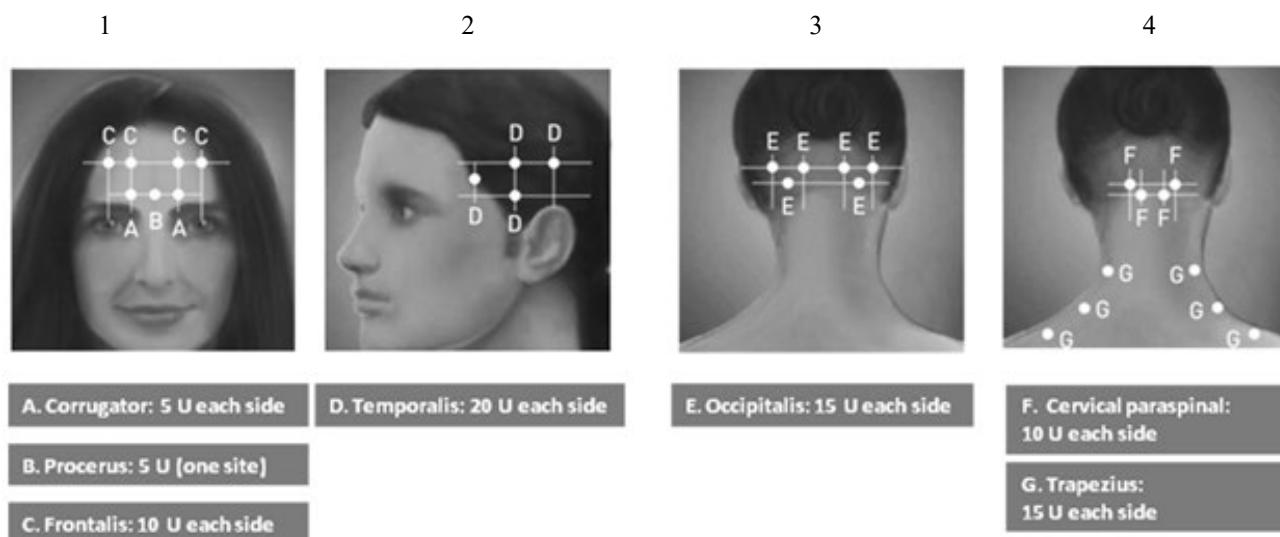 1 2 3 4
C C C C
A B A
D D
D D
E E E E
E E
F F
F F
G G
G G
G G
A. Corrugator: 5 U each side
B. Procerus: 5 U (one site)
C. Frontalis: 10 U each side
D. Temporalis: 20 U each side
E. Occipitalis: 15 U each side
F. Cervical paraspinal:
10 U each side
G. Trapezius:
15 U each side